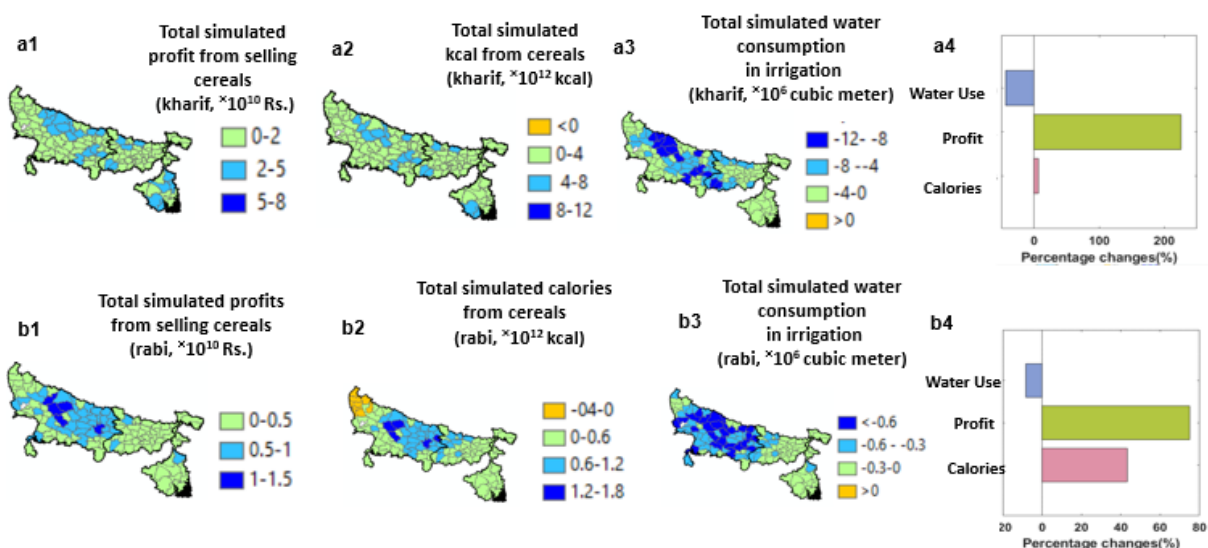 a1
Total simulated
profit from selling
cereals
(kharif, ×10¹⁰ Rs.)
0-2
2-5
5-8
a2
Total simulated
kcal from cereals
(kharif, ×10¹² kcal)
<0
0-4
4-8
8-12
a3
Total simulated water
consumption
in irrigation
(kharif, ×10⁶ cubic meter)
-12- -8
-8 --4
-4-0
>0
a4
Water Use
Profit
Calories
0 100 200
Percentage changes(%)
b1
Total simulated profits
from selling cereals
(rabi, ×10¹⁰ Rs.)
0-0.5
0.5-1
1-1.5
b2
Total simulated calories
from cereals
(rabi, ×10¹² kcal)
-04-0
0-0.6
0.6-1.2
1.2-1.8
b3
Total simulated water
consumption
in irrigation
(rabi, ×10⁶ cubic meter)
<-0.6
-0.6 - -0.3
-0.3-0
>0
b4
Water Use
Profit
Calories
20 0 20 40 60 80
Percentage changes(%)